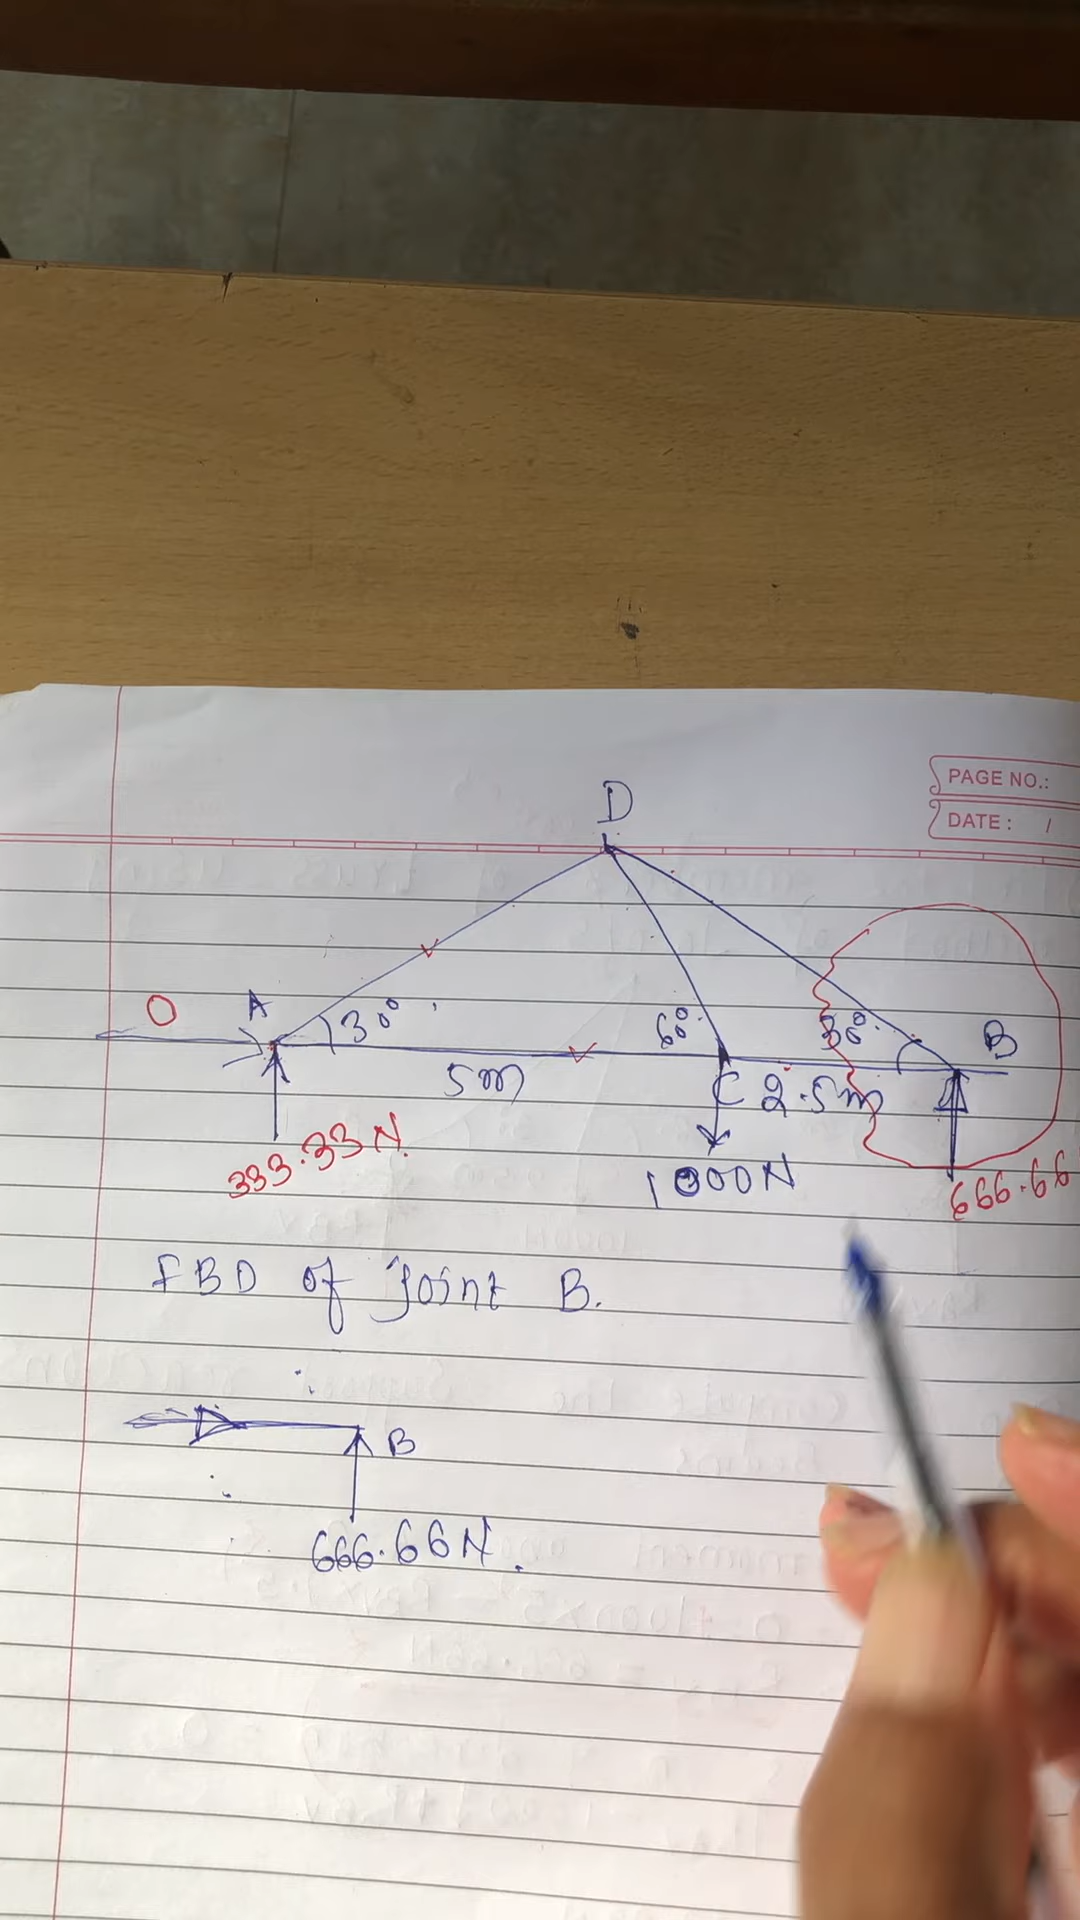 PAGE NO.:
DATE: /
D
0
A
30°
60°
30°
B
5m
C
2.5m
333.33N.
1000N
666.66
FBD of Joint B.
B
666.66N.